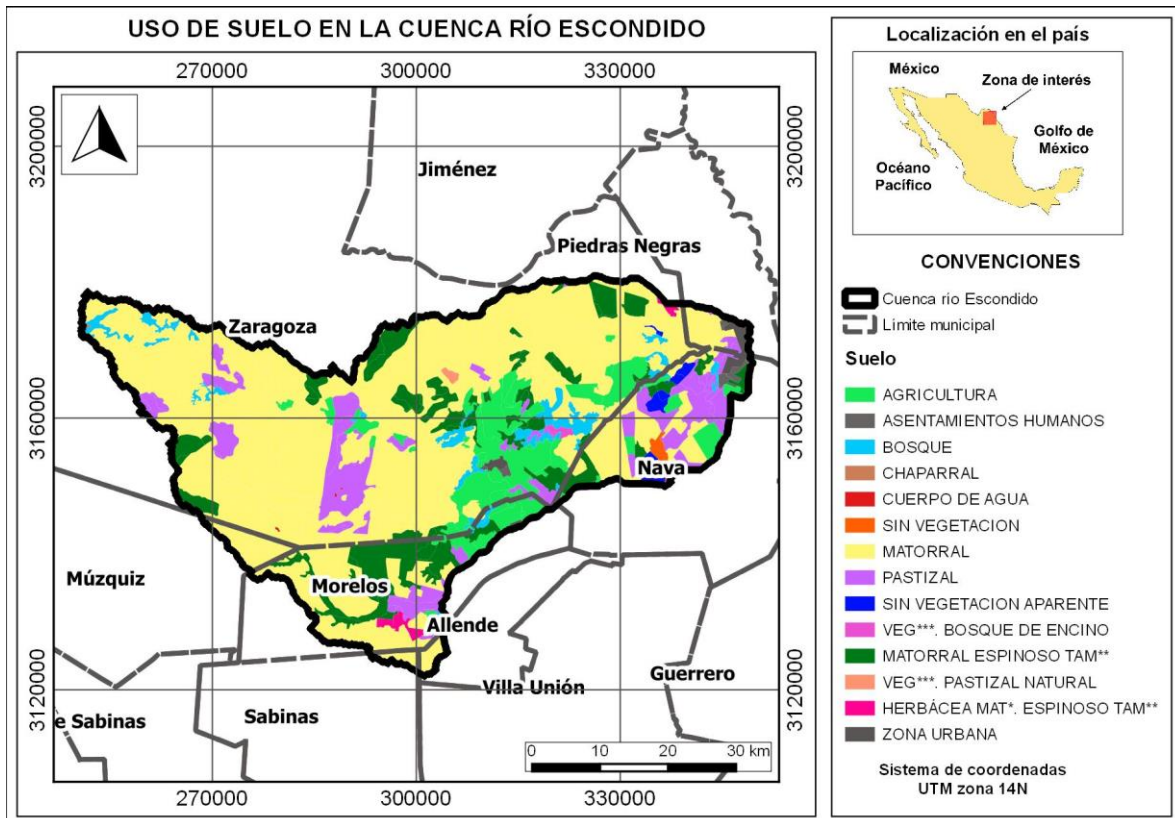 USO DE SUELO EN LA CUENCA RÍO ESCONDIDO
270000 300000 330000
3200000 3200000
Jiménez
Piedras Negras
Zaragoza
3160000 3160000
Nava
Múzquiz
Morelos
Allende
Guerrero
Villa Unión
3120000 3120000
e Sabinas
Sabinas
0 10 20 30 km
270000 300000 330000
Localización en el país
México
Zona de interés
Golfo de
México
Océano
Pacífico
CONVENCIONES
Cuenca río Escondido
Límite municipal
Suelo
AGRICULTURA
ASENTAMIENTOS HUMANOS
BOSQUE
CHAPARRAL
CUERPO DE AGUA
SIN VEGETACION
MATORRAL
PASTIZAL
SIN VEGETACION APARENTE
VEG***. BOSQUE DE ENCINO
MATORRAL ESPINOSO TAM**
VEG***. PASTIZAL NATURAL
HERBÁCEA MAT*. ESPINOSO TAM**
ZONA URBANA
Sistema de coordenadas
UTM zona 14N